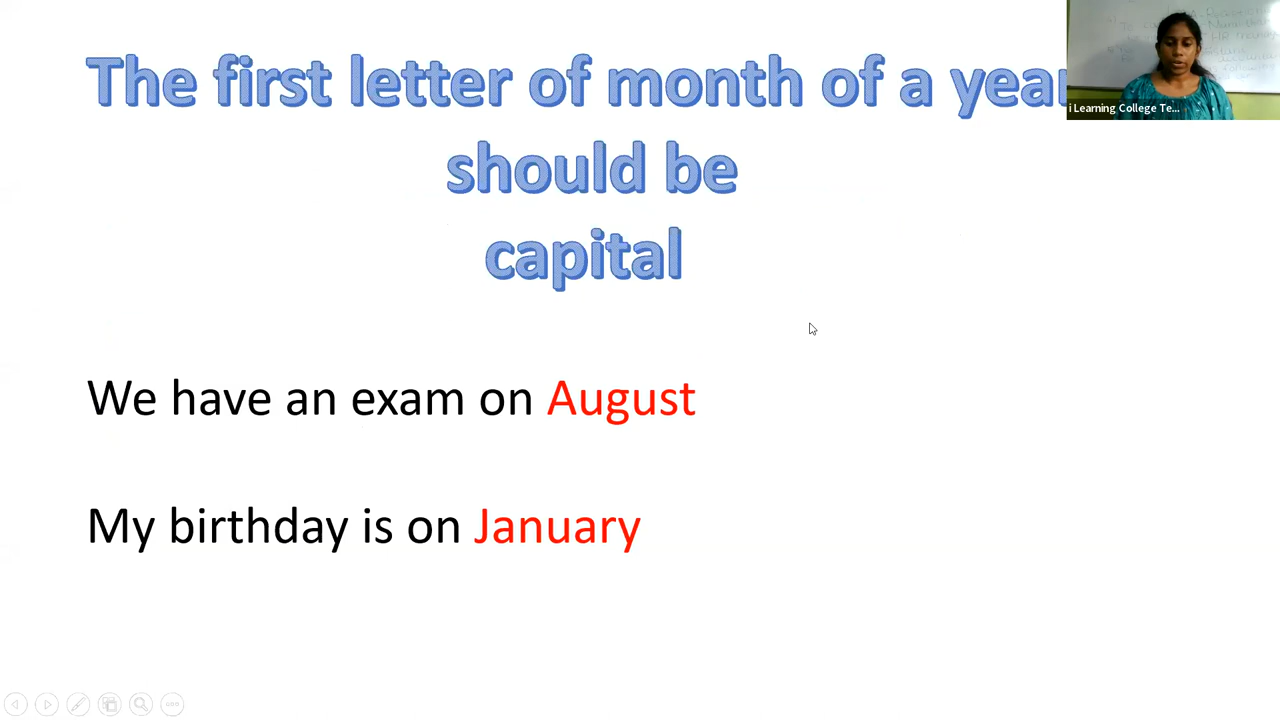 The first letter of month of a year
should be
capital
i Learning College Te...
We have an exam on August
My birthday is on January